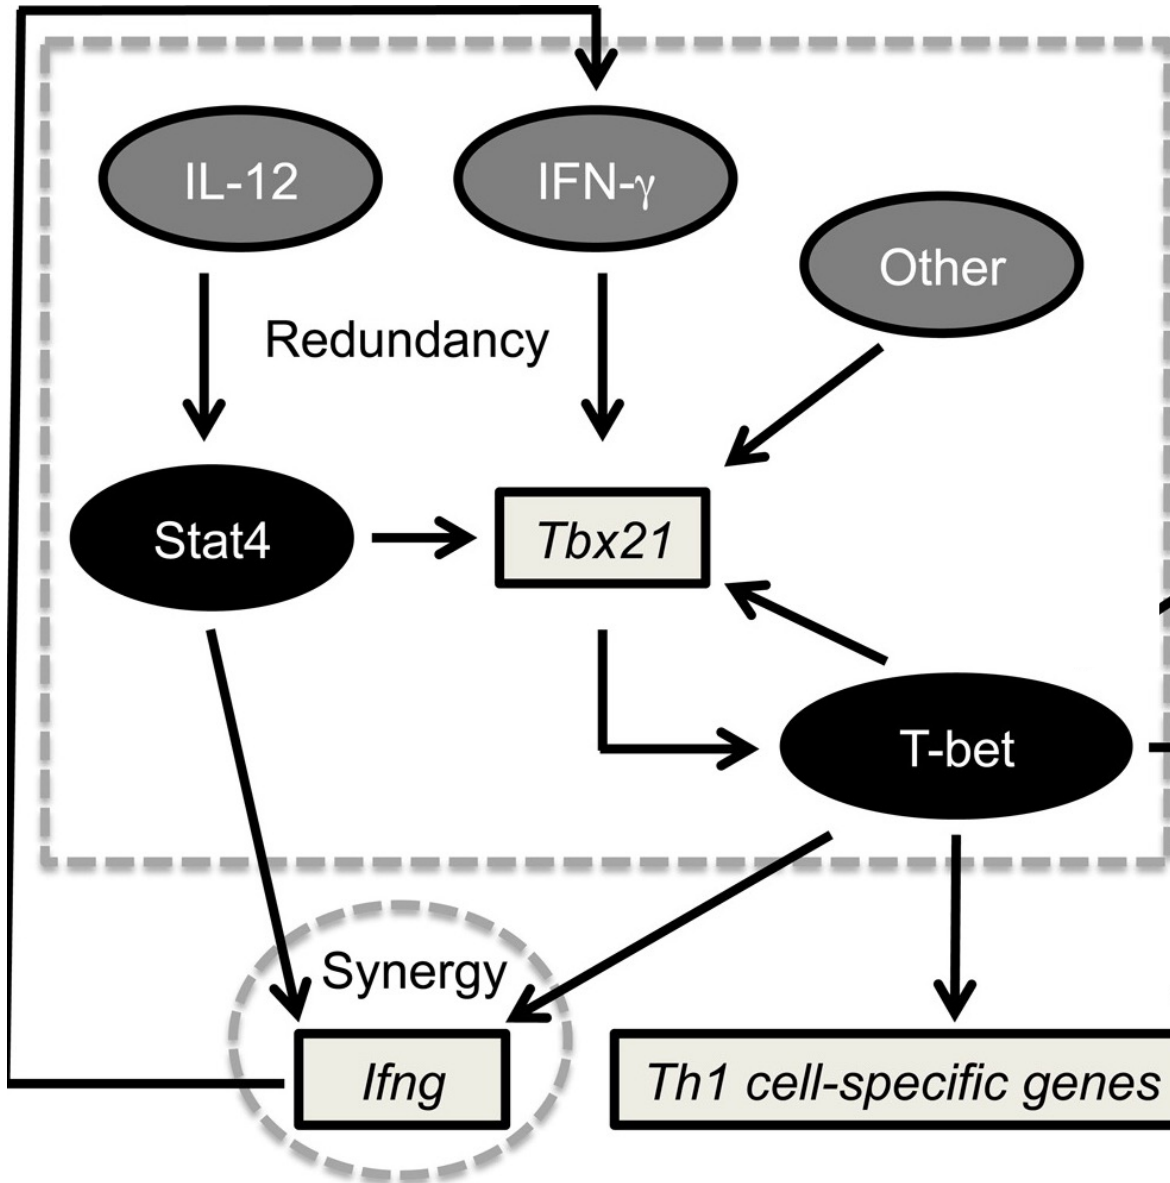 IL-12
IFN-γ
Other
Redundancy
Stat4
Tbx21
T-bet
Synergy
Ifng
Th1 cell-specific genes